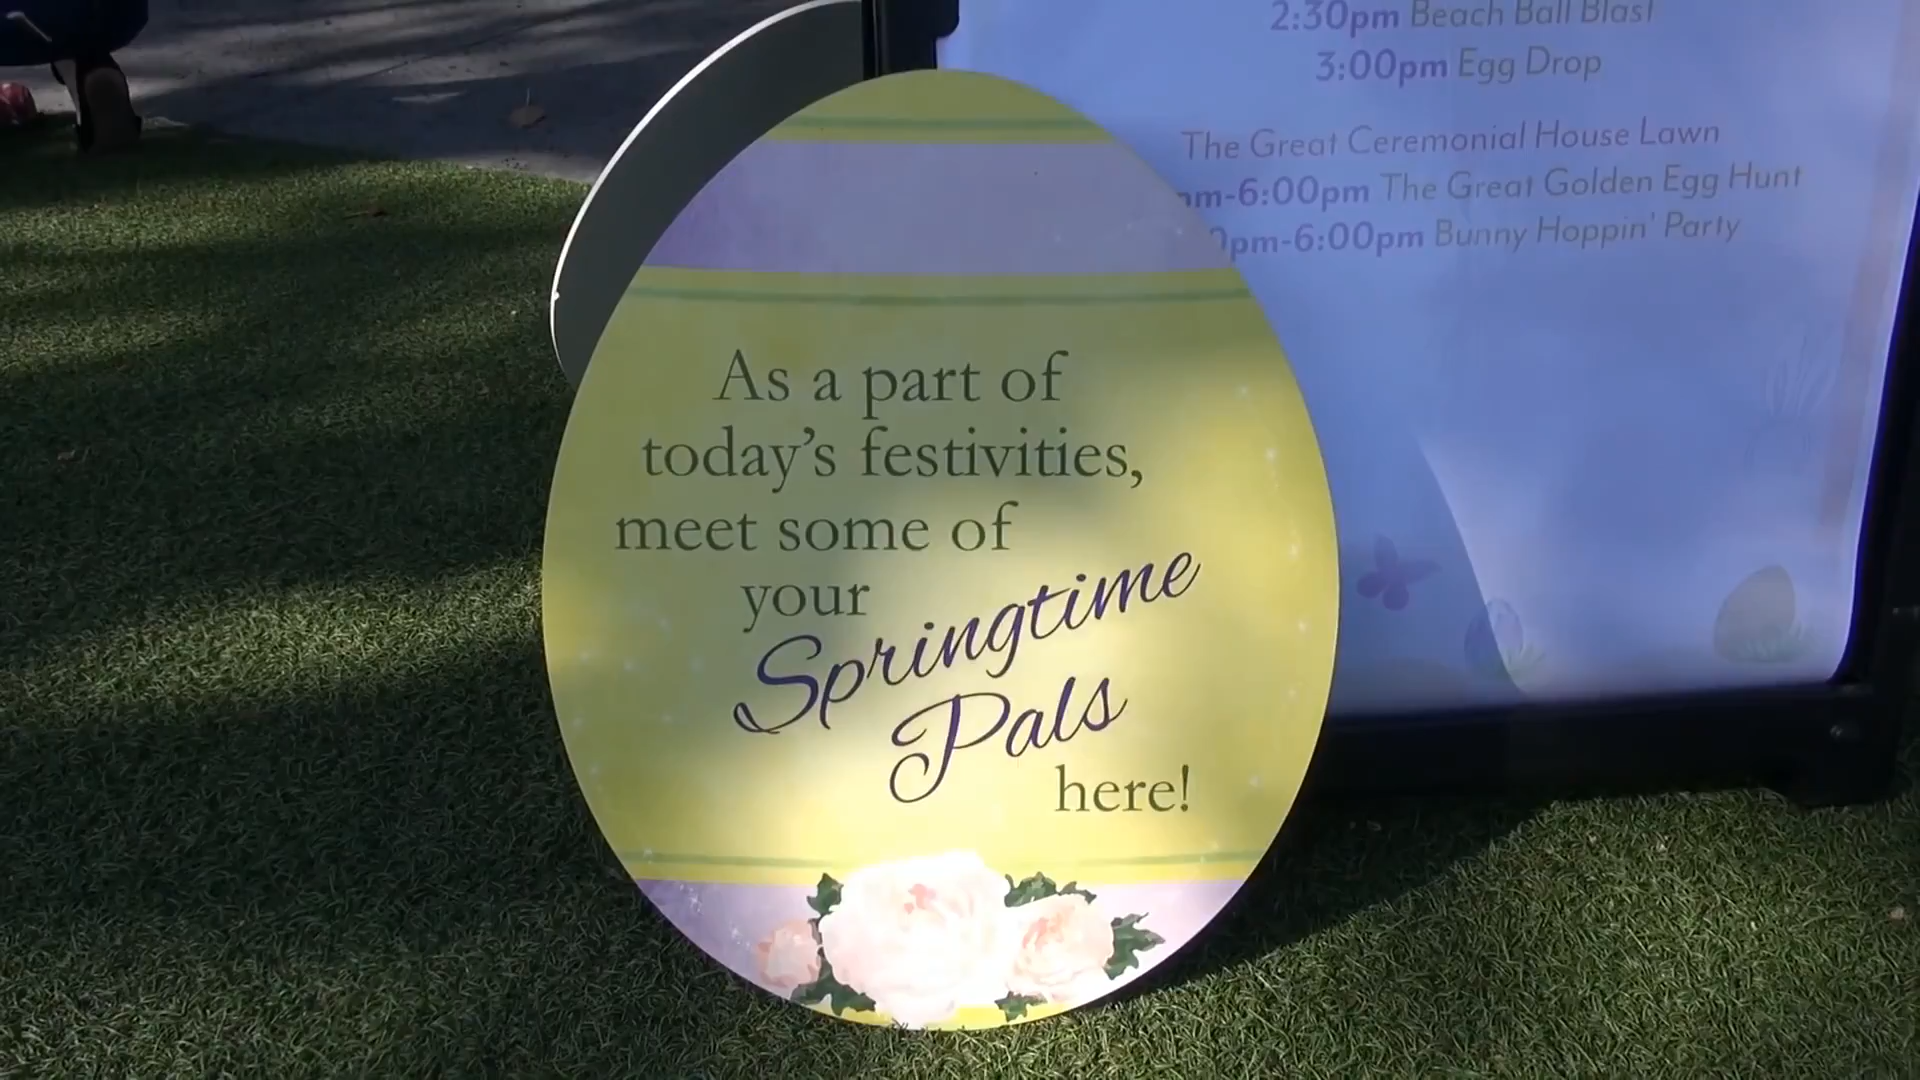 2:30pm Beach Ball Blast
3:00pm Egg Drop
The Great Ceremonial House Lawn
pm-6:00pm The Great Golden Egg Hunt
0pm-6:00pm Bunny Hoppin' Party
As a part of
today's festivities,
meet some of
your
Springtime
Pals
here!